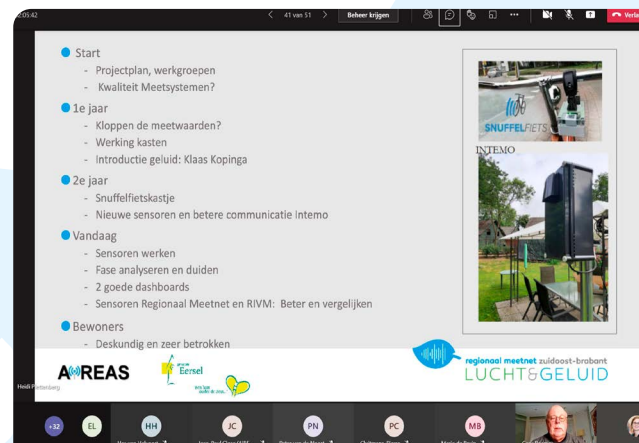 2:05:42
41 van 51
Beheer krijgen
Verla
Start
- Projectplan, werkgroepen
- Kwaliteit Meetsystemen?
1e jaar
- Kloppen de meetwaarden?
- Werking kasten
- Introductie geluid: Klaas Kopinga
2e jaar
- Snuffelfietskastje
- Nieuwe sensoren en betere communicatie Intemo
Vandaag
- Sensoren werken
- Fase analyseren en duiden
- 2 goede dashboards
- Sensoren Regionaal Meetnet en RIVM: Beter en vergelijken
Bewoners
- Deskundig en zeer betrokken
SNUFFELFIETS
INTEMO
AREAS
Eersel
regionaal meetnet zuidoost-brabant
LUCHT&GELUID
+32
EL
HH
JC
PN
PC
MB